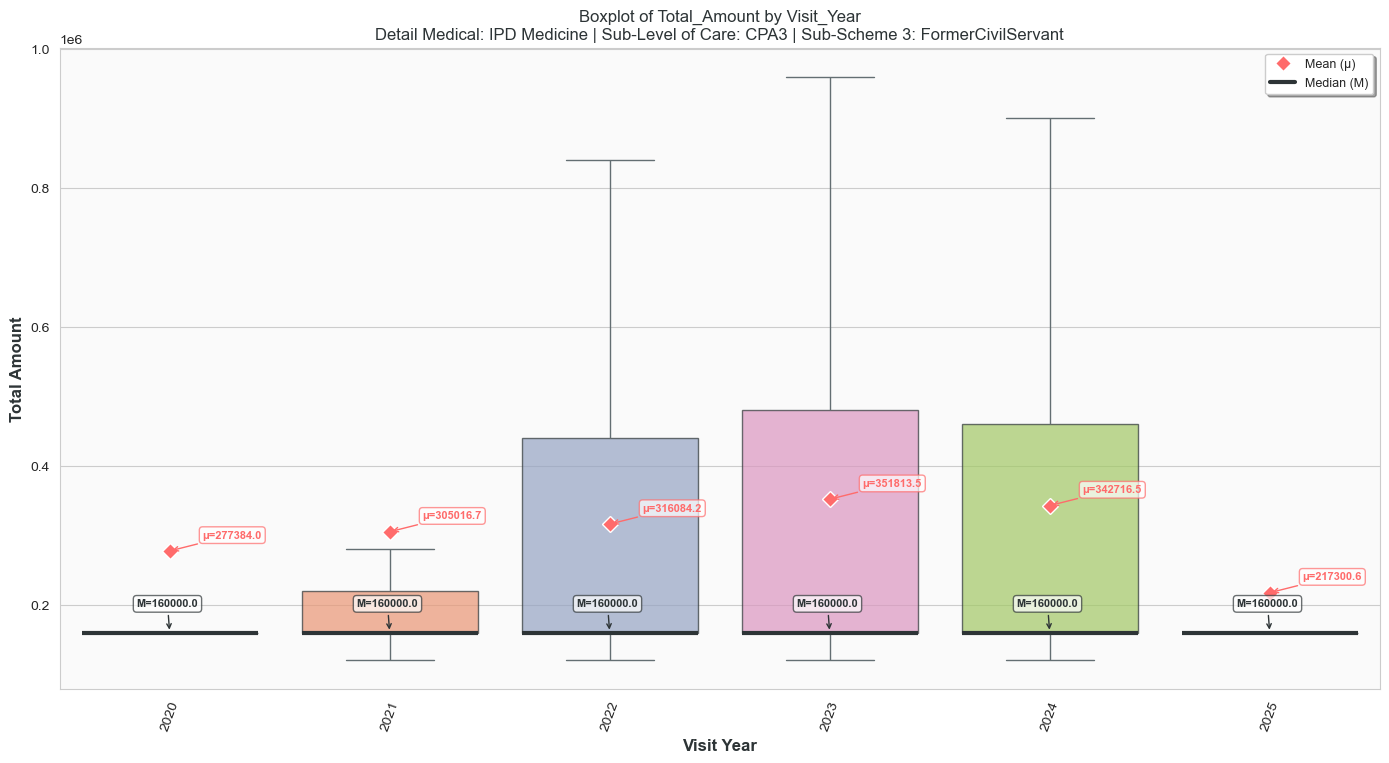 Boxplot of Total_Amount by Visit_Year
Detail Medical: IPD Medicine | Sub-Level of Care: CPA3 | Sub-Scheme 3: FormerCivilServant
1e6
Mean (μ)
Median (M)
1.0
0.8
0.6
0.4
0.2
Total Amount
μ=277384.0
μ=305016.7
μ=316084.2
μ=351813.5
μ=342716.5
μ=217300.6
M=160000.0
M=160000.0
M=160000.0
M=160000.0
M=160000.0
M=160000.0
2020
2021
2022
2023
2024
2025
Visit Year